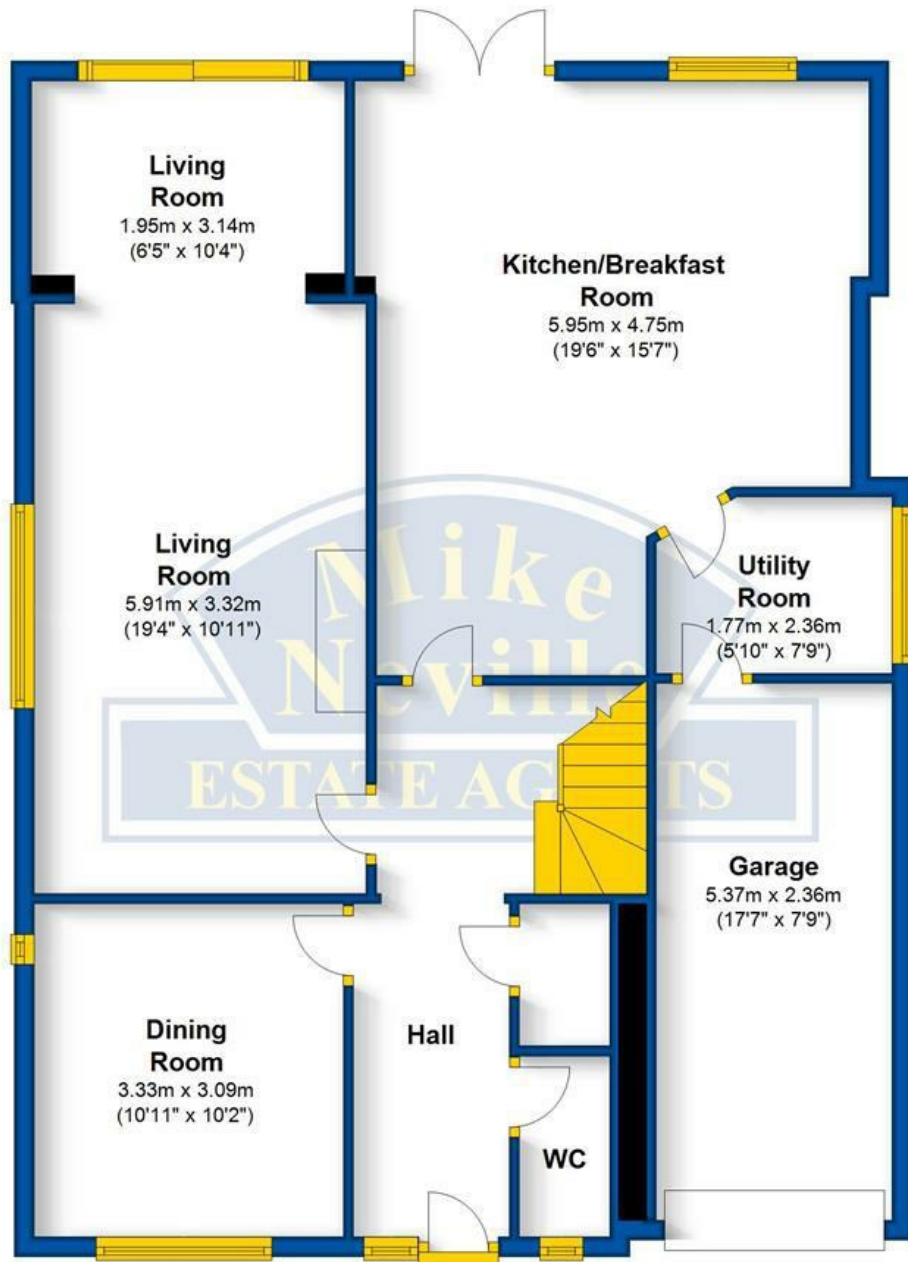 Living
Room
1.95m x 3.14m
(6'5" x 10'4")
Kitchen/Breakfast
Room
5.95m x 4.75m
(19'6" x 15'7")
Living
Room
5.91m x 3.32m
(19'4" x 10'11")
Utility
Room
1.77m x 2.36m
(5'10" x 7'9")
Mike
Neville
ESTATE AGENTS
Garage
5.37m x 2.36m
(17'7" x 7'9")
Dining
Room
3.33m x 3.09m
(10'11" x 10'2")
Hall
WC